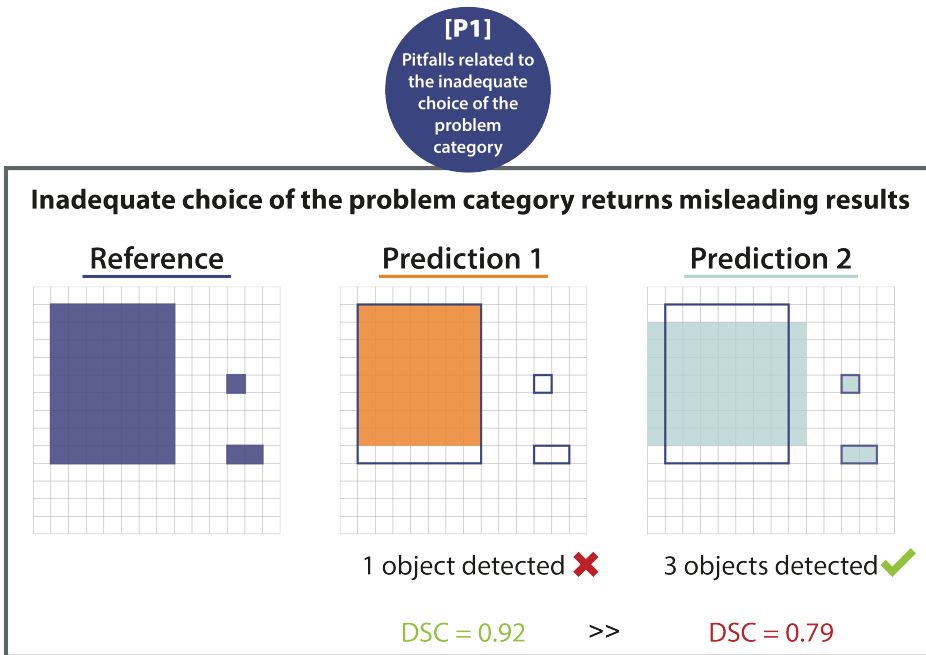 [P1]
Pitfalls related to
the inadequate
choice of the
problem
category
Inadequate choice of the problem category returns misleading results
Reference
Prediction 1
Prediction 2
1 object detected
3 objects detected
DSC = 0.92 >> DSC = 0.79